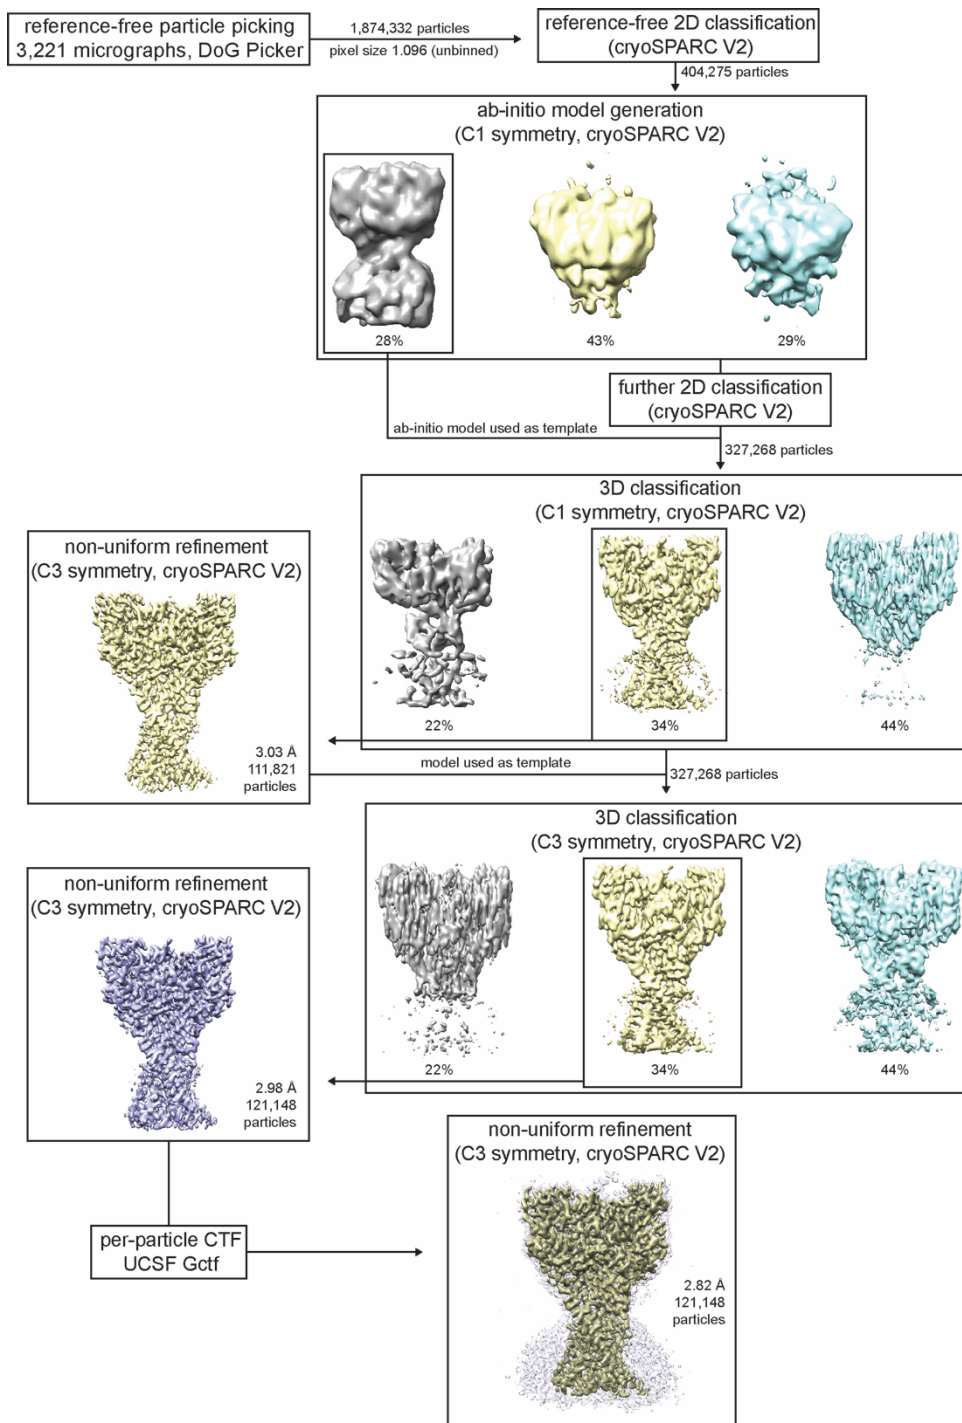 reference-free particle picking
3,221 micrographs, DoG Picker
1,874,332 particles
pixel size 1.096 (unbinned)
reference-free 2D classification
(cryoSPARC V2)
404,275 particles
ab-initio model generation
(C1 symmetry, cryoSPARC V2)
28%
43%
29%
further 2D classification
(cryoSPARC V2)
ab-initio model used as template
327,268 particles
3D classification
(C1 symmetry, cryoSPARC V2)
22%
34%
44%
non-uniform refinement
(C3 symmetry, cryoSPARC V2)
3.03 Å
111,821
particles
model used as template
327,268 particles
3D classification
(C3 symmetry, cryoSPARC V2)
22%
34%
44%
non-uniform refinement
(C3 symmetry, cryoSPARC V2)
2.98 Å
121,148
particles
per-particle CTF
UCSF Gctf
non-uniform refinement
(C3 symmetry, cryoSPARC V2)
2.82 Å
121,148
particles